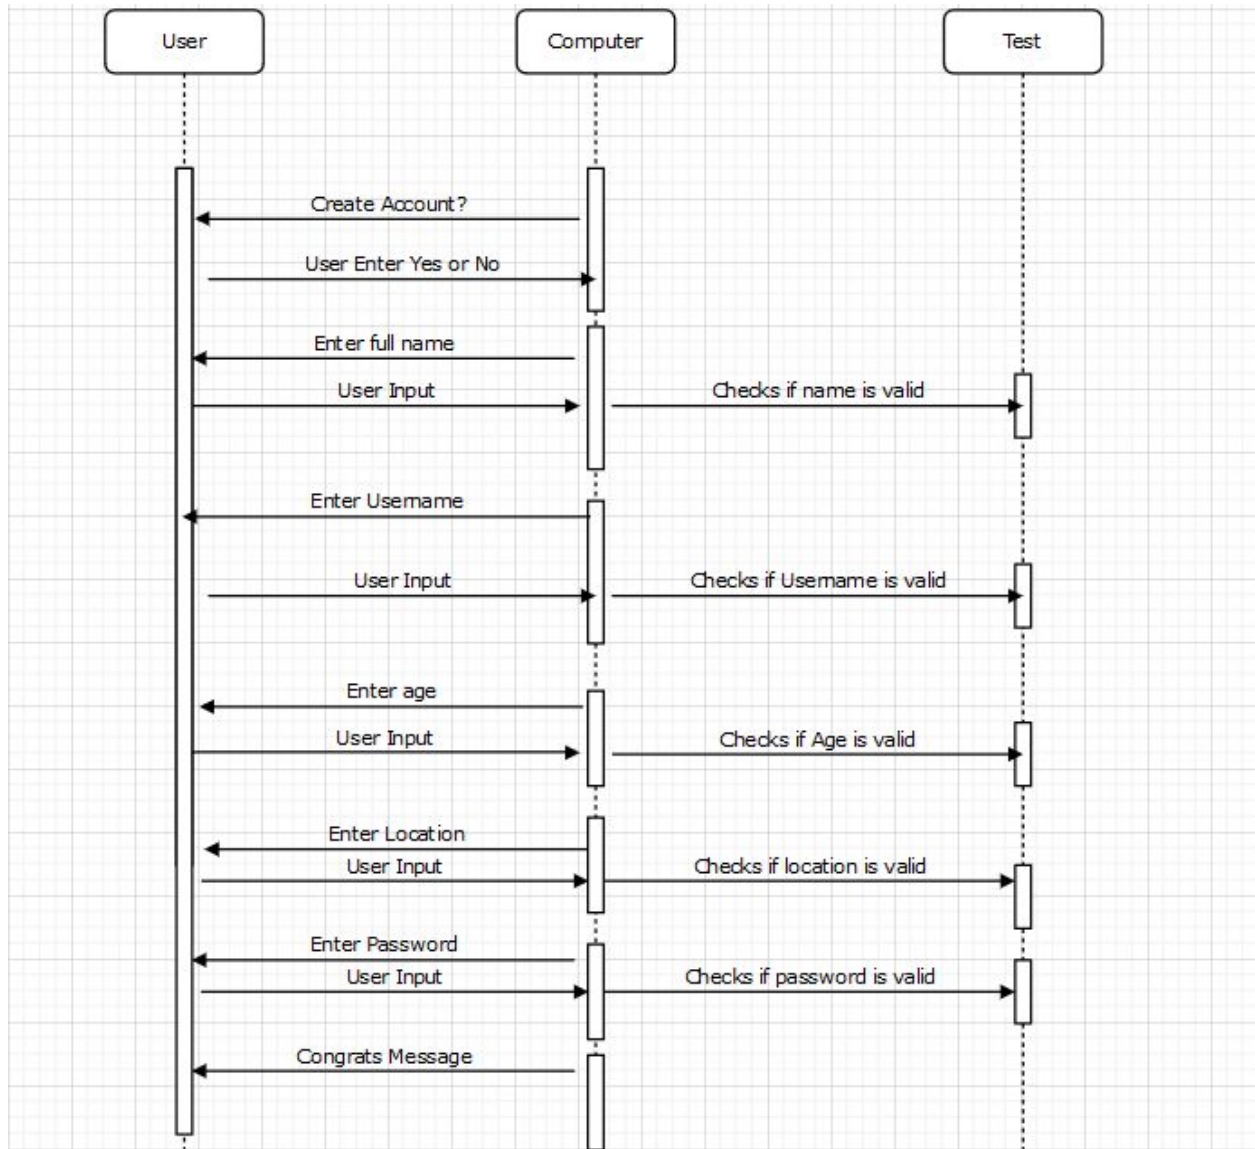 User
Computer
Test
Create Account?
User Enter Yes or No
Enter full name
User Input
Checks if name is valid
Enter Username
User Input
Checks if Username is valid
Enter age
User Input
Checks if Age is valid
Enter Location
User Input
Checks if location is valid
Enter Password
User Input
Checks if password is valid
Congrats Message